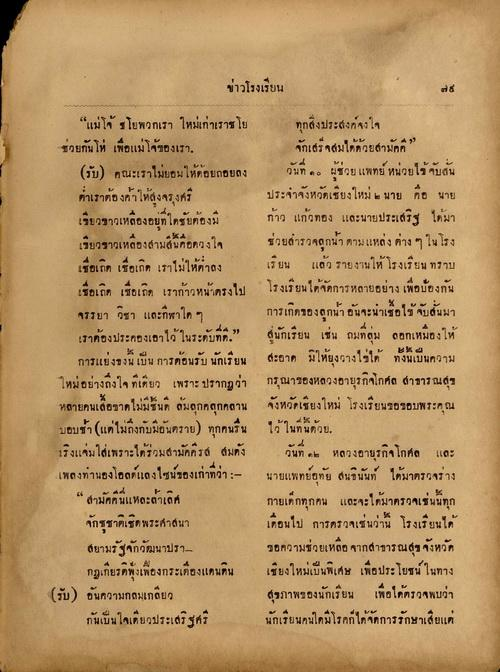 ข่าวโรงเรียน
๗๕
“แม่โจ้ ชโยพวกเรา ใหม่เก่าเราชโย
ช่วยกันโห่ เพื่อแม่โจ้ของเรา.
(รับ) คณะเราไม่ยอมให้ด้อยถอยลง
ค่ำเราต้องค้ำให้สูงจรุงศรี
เขียวขาวเหลืองอยู่ที่ใดชัยต้องมี
เขียวขาวเหลืองสามสีนี้คือดวงใจ
เชื่อเถิด เชื่อเถิด เราไม่ให้ต่ำลง
เชื่อเถิด เชื่อเถิด เราก้าวหน้าตรงไป
จรรยา วิชา และกีฬาใด ๆ
เราต้องประคองเอาไว้ ในระดับที่ดี.”
การแย่งธงนี้ เป็น การต้อนรับ นักเรียน
ใหม่อย่างถึงใจ ทีเดียว เพราะ ปรากฏว่า
หลายคนเสื้อขาดไม่มีชิ้นดี ล้มลุกคลุกคลาน
บอบช้ำ (แต่ไม่ถึงกับมีอันตราย) ทุกคนรื่น
เริงแจ่มใสเพราะได้ร่วมสามัคคีรส สมดัง
เพลงทำนองโอลด์แลงไซน์ของเก่าที่ว่า :–
“สามัคคีนี่แหละล้ำเลิศ
จักชูชาติเชิดพระศาสนา
สยามรัฐจักวัฒนาปรา—
กฏเกียรติฟุ้งเฟื่องกระเดื่องแดนดิน
(รับ) อันความกลมเกลียว
กันเป็นใจเดียวประเสริฐศรี
ทุกสิ่งประสงค์จงใจ
จักเสร็จสมได้ด้วยสามัคคี”
วันที่ ๑๐ ผู้ช่วย แพทย์ หน่วยไข้ จับสั่น
ประจำจังหวัดเชียงใหม่ ๒ นาย คือ นาย
ก้าว แก้วทอง และนายประเสริฐ ได้มา
ช่วยสำรวจลูกน้ำ ตาม แหล่ง ต่าง ๆ ใน โรง
เรียน แล้ว รายงานให้ โรงเรียน ทราบ
โรงเรียนได้จัดการหลายอย่าง เพื่อป้องกัน
การเกิดของลูกน้ำ อันจะนำเชื้อไข้ จับสั่นมา
สู่นักเรียน เช่น ถมที่ลุ่ม ลอกเหมืองให้
สะอาด มิให้ยุงวางไข่ได้ ทั้งนี้เป็นความ
กรุณาของหลวงอายุรกิจโกศล สาธารณสุข
จังหวัดเชียงใหม่ โรงเรียนขอขอบพระคุณ
ไว้ ในที่นี้ด้วย.
วันที่ ๑๒ หลวงอายุรกิจโกศล และ
นายแพทย์อุทัย สนธินันท์ ได้มาตรวจร่าง
กายเด็กทุกคน และจะได้มาตรวจเช่นนี้ทุก
เดือนไป การตรวจเช่นว่านี้ โรงเรียนได้
ขอความช่วยเหลือ จากสาธารณสุข จังหวัด
เชียงใหม่เป็นพิเศษ เพื่อประโยชน์ ในทาง
สุขภาพของนักเรียน เพื่อได้ตรวจพบว่า
นักเรียนคนใดมีโรคก็ได้จัดการรักษาเสียแต่